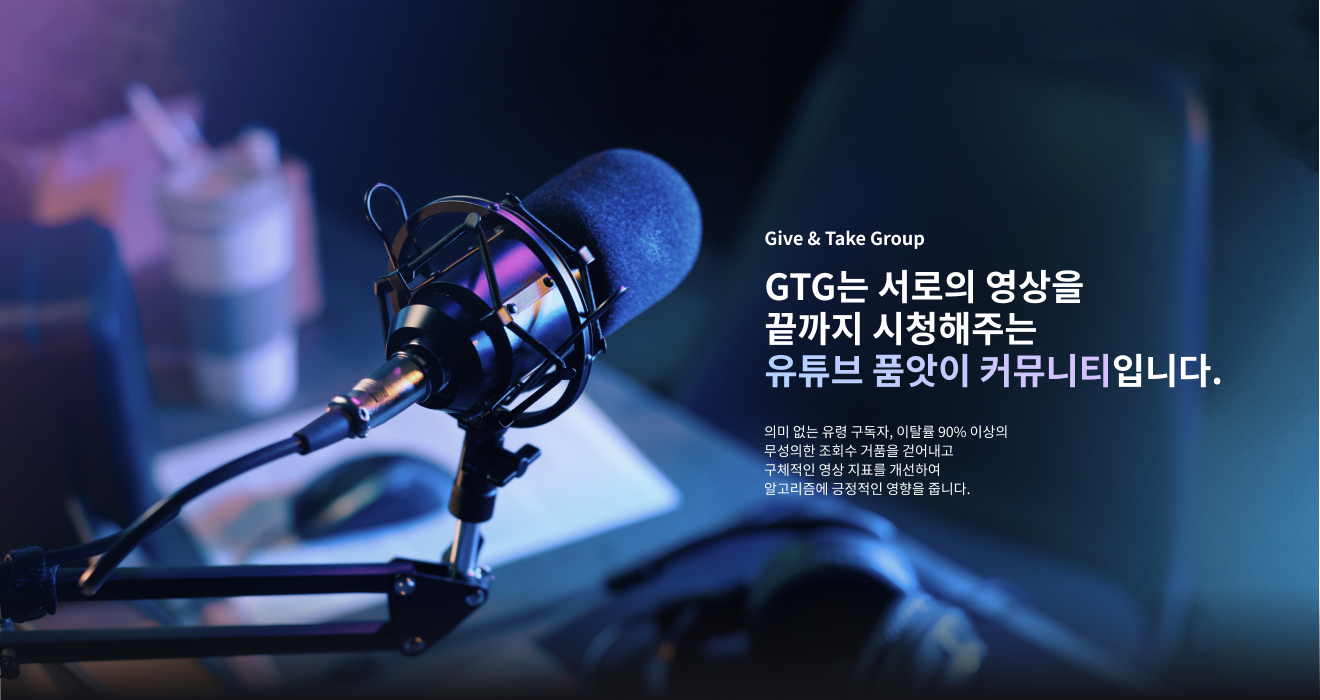 Give & Take Group
GTG는 서로의 영상을
끝까지 시청해주는
유튜브 품앗이 커뮤니티입니다.
의미 없는 유령 구독자, 이탈률 90% 이상의
무성의한 조회수 거품을 걷어내고
구체적인 영상 지표를 개선하여
알고리즘에 긍정적인 영향을 줍니다.